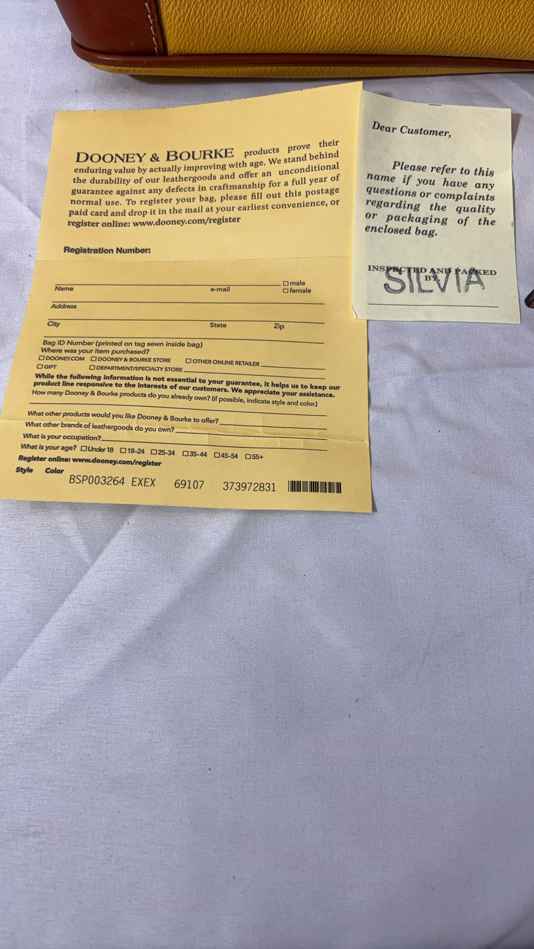 DOONEY & BOURKE products prove their
enduring value by actually improving with age. We stand behind
the durability of our leathergoods and offer an unconditional
guarantee against any defects in craftmanship for a full year of
normal use. To register your bag, please fill out this postage
paid card and drop it in the mail at your earliest convenience, or
register online: www.dooney.com/register
Registration Number:
male
Name e-mail female
Address
City State Zip
Bag ID Number (printed on tag sewn inside bag)
Where was your item purchased?
DOONEY.COM DOONEY & BOURKE STORE OTHER ONLINE RETAILER
GIFT DEPARTMENT/SPECIALTY STORE
While the following information is not essential to your guarantee, it helps us to keep our
product line responsive to the interests of our customers. We appreciate your assistance.
How many Dooney & Bourke products do you already own? (if possible, indicate style and color)
What other products would you like Dooney & Bourke to offer?
What other brands of leathergoods do you own?
What is your occupation?
What is your age? Under 18 18-24 25-34 35-44 45-54 55+
Register online: www.dooney.com/register
Style Color
BSP003264 EXEX 69107 373972831
Dear Customer,
Please refer to this
name if you have any
questions or complaints
regarding the quality
or packaging of the
enclosed bag.
INSPECTED AND PACKED
BY
SILVIA